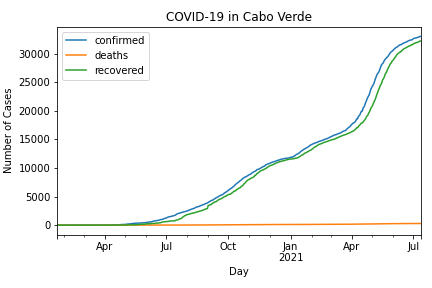 COVID-19 in Cabo Verde
confirmed
deaths
recovered
Number of Cases
30000
25000
20000
15000
10000
5000
0
Apr
Jul
Oct
Jan
2021
Apr
Jul
Day